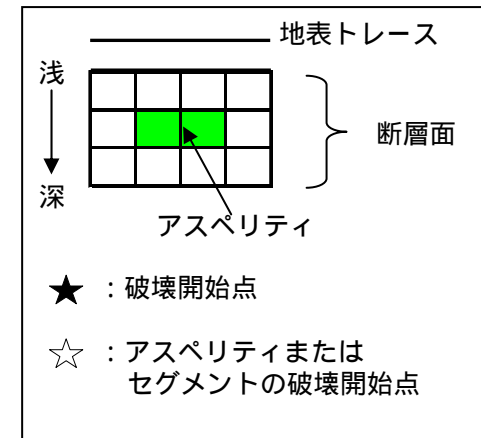 地表トレース
浅
断層面
深
アスペリティ
★ :破壊開始点
☆ :アスペリティまたは
セグメントの破壊開始点